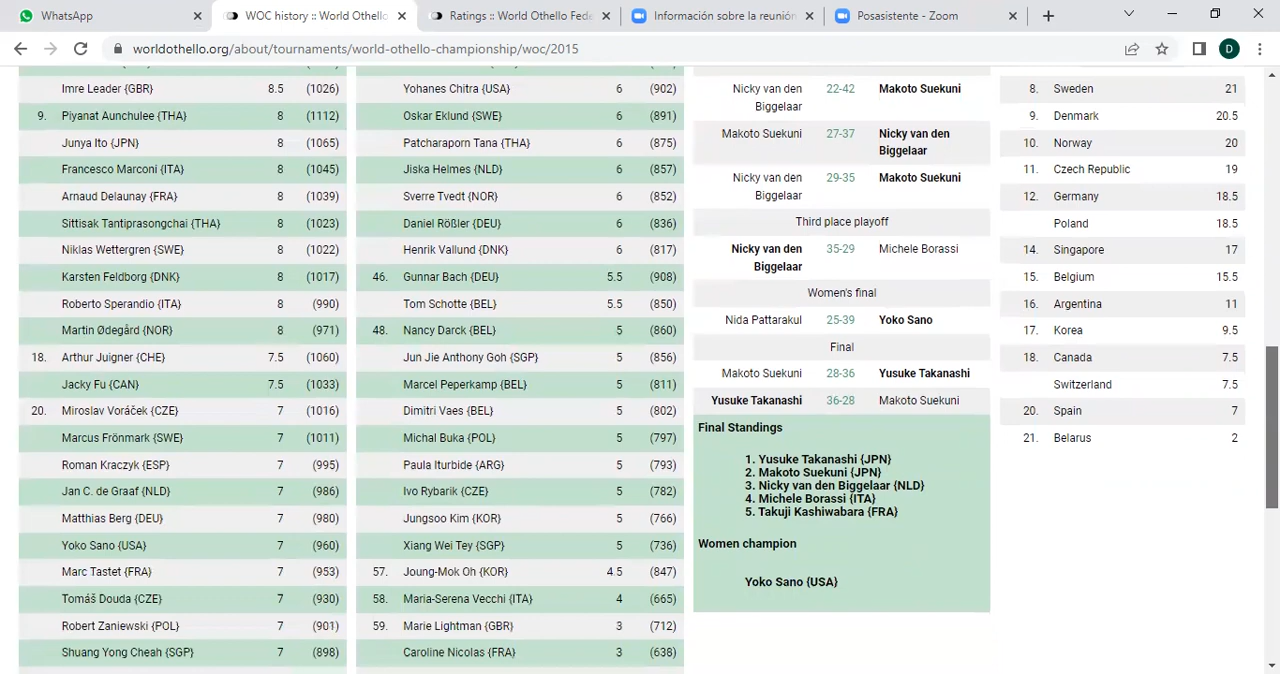 WhatsApp
WOC history :: World Othello
Ratings :: World Othello Fede
Información sobre la reunión
Posasistente - Zoom
worldothello.org/about/tournaments/world-othello-championship/woc/2015
D
Imre Leader {GBR} 8.5 (1026)
9. Piyanat Aunchulee {THA} 8 (1112)
Junya Ito {JPN} 8 (1065)
Francesco Marconi {ITA} 8 (1045)
Arnaud Delaunay {FRA} 8 (1039)
Sittisak Tantiprasongchai {THA} 8 (1023)
Niklas Wettergren {SWE} 8 (1022)
Karsten Feldborg {DNK} 8 (1017)
Roberto Sperandio {ITA} 8 (990)
Martin Ødegård {NOR} 8 (971)
18. Arthur Juigner {CHE} 7.5 (1060)
Jacky Fu {CAN} 7.5 (1033)
20. Miroslav Voráček {CZE} 7 (1016)
Marcus Frönmark {SWE} 7 (1011)
Roman Kraczyk {ESP} 7 (995)
Jan C. de Graaf {NLD} 7 (986)
Matthias Berg {DEU} 7 (980)
Yoko Sano {USA} 7 (960)
Marc Tastet {FRA} 7 (953)
Tomáš Douda {CZE} 7 (930)
Robert Zaniewski {POL} 7 (901)
Shuang Yong Cheah {SGP} 7 (898)
Yohanes Chitra {USA} 6 (902)
Oskar Eklund {SWE} 6 (891)
Patcharaporn Tana {THA} 6 (875)
Jiska Helmes {NLD} 6 (857)
Sverre Tvedt {NOR} 6 (852)
Daniel Rößler {DEU} 6 (836)
Henrik Vallund {DNK} 6 (817)
46. Gunnar Bach {DEU} 5.5 (908)
Tom Schotte {BEL} 5.5 (850)
48. Nancy Darck {BEL} 5 (860)
Jun Jie Anthony Goh {SGP} 5 (856)
Marcel Peperkamp {BEL} 5 (811)
Dimitri Vaes {BEL} 5 (802)
Michal Buka {POL} 5 (797)
Paula Iturbide {ARG} 5 (793)
Ivo Rybarik {CZE} 5 (782)
Jungsoo Kim {KOR} 5 (766)
Xiang Wei Tey {SGP} 5 (736)
57. Joung-Mok Oh {KOR} 4.5 (847)
58. Maria-Serena Vecchi {ITA} 4 (665)
59. Marie Lightman {GBR} 3 (712)
Caroline Nicolas {FRA} 3 (638)
Nicky van den 22-42 Makoto Suekuni
Biggelaar
Makoto Suekuni 27-37 Nicky van den
Biggelaar
Nicky van den 29-35 Makoto Suekuni
Biggelaar
Third place playoff
Nicky van den 35-29 Michele Borassi
Biggelaar
Women's final
Nida Pattarakul 25-39 Yoko Sano
Final
Makoto Suekuni 28-36 Yusuke Takanashi
Yusuke Takanashi 36-28 Makoto Suekuni
Final Standings
1. Yusuke Takanashi {JPN}
2. Makoto Suekuni {JPN}
3. Nicky van den Biggelaar {NLD}
4. Michele Borassi {ITA}
5. Takuji Kashiwabara {FRA}
Women champion
Yoko Sano {USA}
8. Sweden 21
9. Denmark 20.5
10. Norway 20
11. Czech Republic 19
12. Germany 18.5
Poland 18.5
14. Singapore 17
15. Belgium 15.5
16. Argentina 11
17. Korea 9.5
18. Canada 7.5
Switzerland 7.5
20. Spain 7
21. Belarus 2